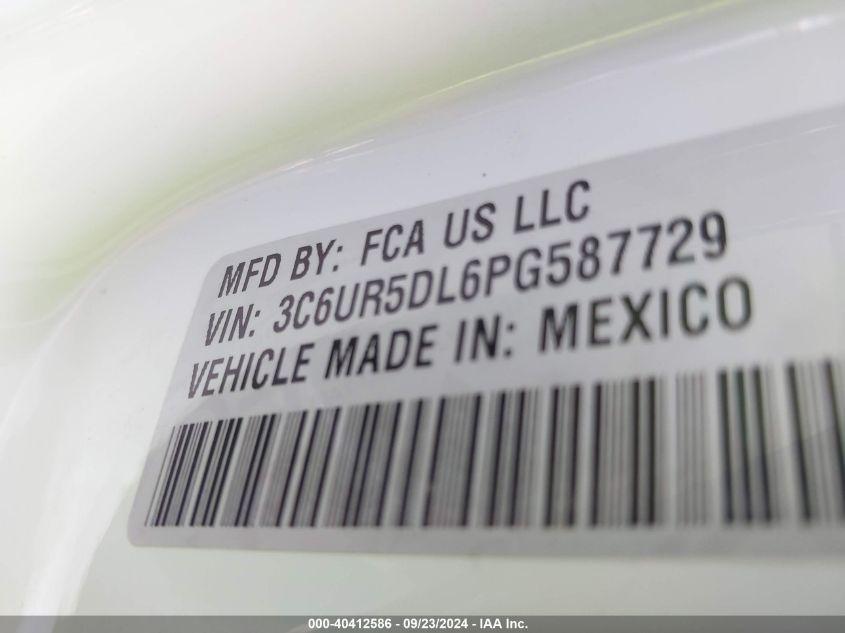 MFD BY: FCA US LLC
VIN: 3C6UR5DL6PG587729
VEHICLE MADE IN: MEXICO
000-40412586 - 09/23/2024 - IAA Inc.